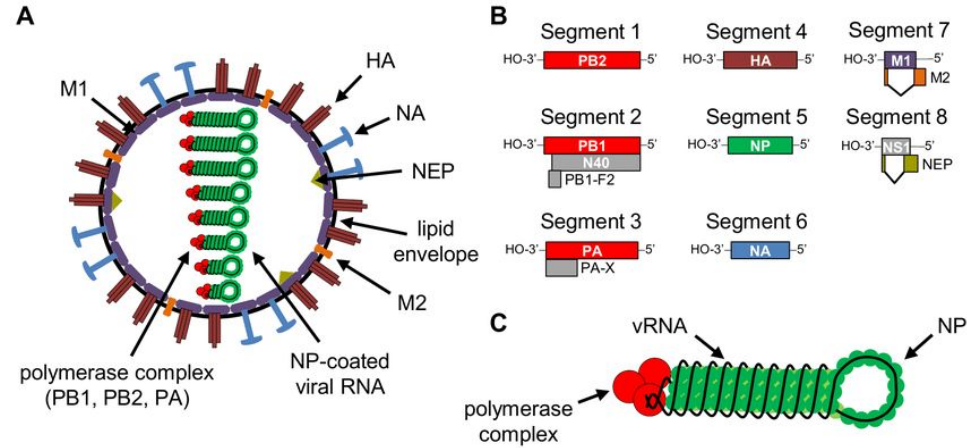 A
M1
HA
NA
NEP
lipid
envelope
M2
polymerase complex
(PB1, PB2, PA)
NP-coated
viral RNA
B
Segment 1
HO-3' PB2 -5'
Segment 4
HO-3' HA -5'
Segment 7
HO-3' M1 -5'
M2
Segment 2
HO-3' PB1 -5'
N40
PB1-F2
Segment 5
HO-3' NP -5'
Segment 8
HO-3' NS1 -5'
NEP
Segment 3
HO-3' PA -5'
PA-X
Segment 6
HO-3' NA -5'
C
vRNA
NP
polymerase
complex